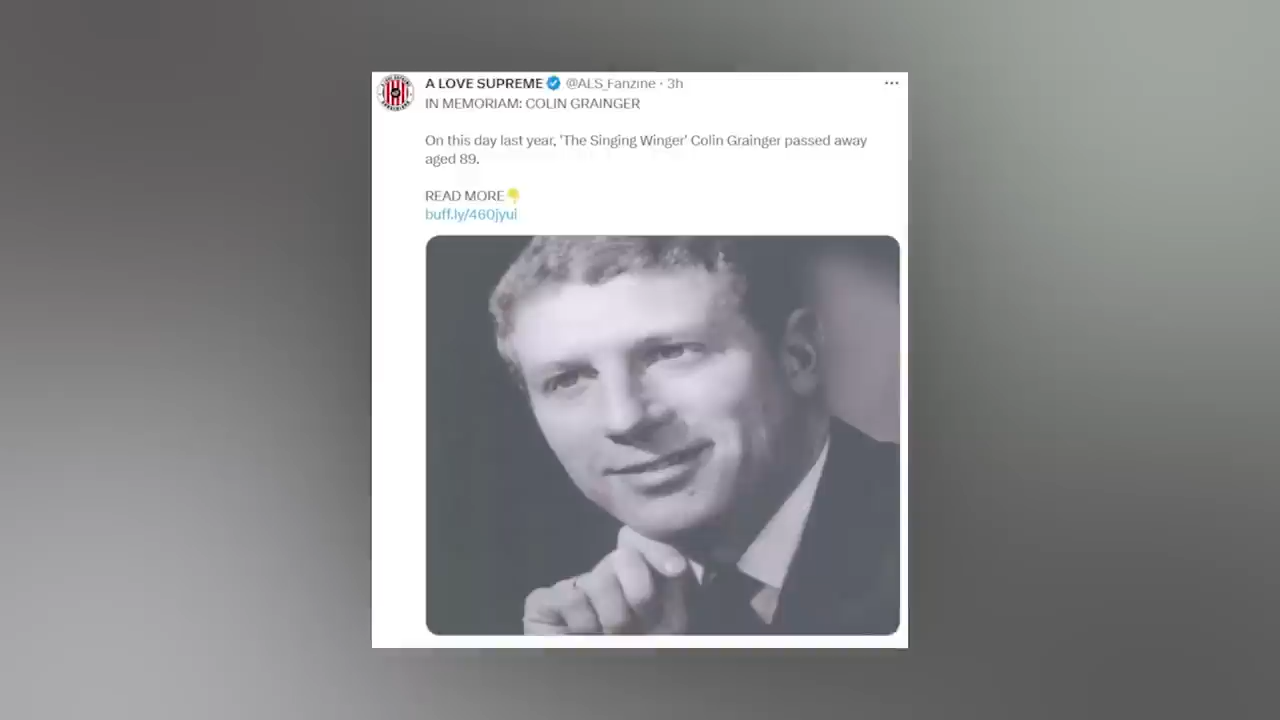 A LOVE SUPREME @ALS_Fanzine · 3h
IN MEMORIAM: COLIN GRAINGER
On this day last year, 'The Singing Winger' Colin Grainger passed away
aged 89.
READ MORE👇
buff.ly/460jyui